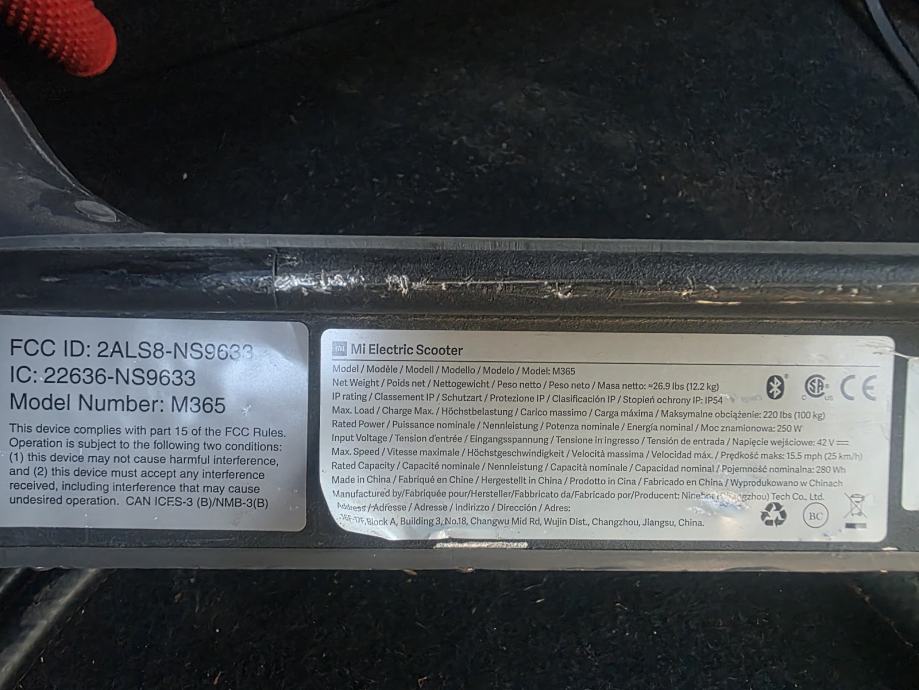 FCC ID: 2ALS8-NS9633
IC: 22636-NS9633
Model Number: M365
This device complies with part 15 of the FCC Rules.
Operation is subject to the following two conditions:
(1) this device may not cause harmful interference,
and (2) this device must accept any interference
received, including interference that may cause
undesired operation. CAN ICES-3 (B)/NMB-3(B)
mi Mi Electric Scooter
Model / Modèle / Modell / Modello / Modelo / Model: M365
Net Weight / Poids net / Nettogewicht / Peso netto / Peso neto / Masa netto: ≈26.9 lbs (12.2 kg)
IP rating / Classement IP / Schutzart / Protezione IP / Clasificación IP / Stopień ochrony IP: IP54
Max. Load / Charge Max. / Höchstbelastung / Carico massimo / Carga máxima / Maksymalne obciążenie: 220 lbs (100 kg)
Rated Power / Puissance nominale / Nennleistung / Potenza nominale / Energía nominal / Moc znamionowa: 250 W
Input Voltage / Tension d'entrée / Eingangsspannung / Tensione in ingresso / Tensión de entrada / Napięcie wejściowe: 42 V
Max. Speed / Vitesse maximale / Höchstgeschwindigkeit / Velocità massima / Velocidad máx. / Prędkość maks: 15.5 mph (25 km/h)
Rated Capacity / Capacité nominale / Nennleistung / Capacità nominale / Capacidad nominal / Pojemność nominalna: 280 Wh
Made in China / Fabriqué en Chine / Hergestellt in China / Prodotto in Cina / Fabricado en China / Wyprodukowano w Chinach
Manufactured by/Fabriquée pour/Hersteller/Fabbricato da/Fabricado por/Producent: Tech Co., Ltd.
Address / Adresse / Adresse / Indirizzo / Dirección / Adres:
Block A, Building 3, No.18, Changwu Mid Rd, Wujin Dist., Changzhou, Jiangsu, China.
CSA
C US
CE
BC